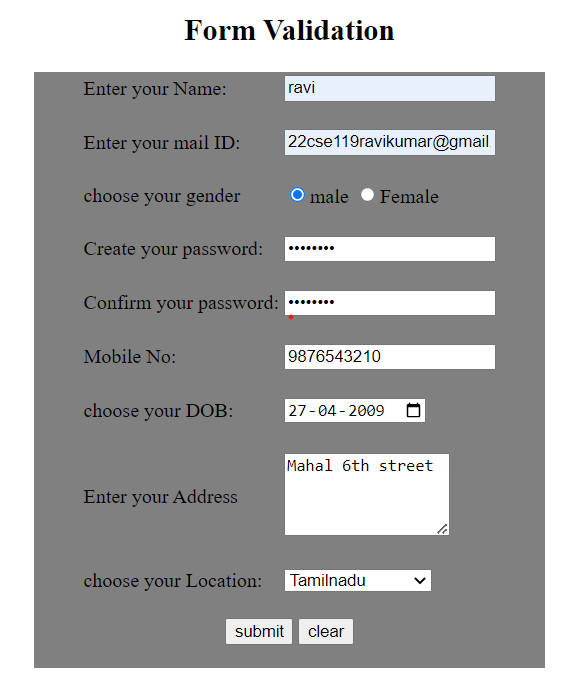 Form Validation
Enter your Name: ravi
Enter your mail ID: 22cse119ravikumar@gmail.
choose your gender male Female
Create your password: ••••••••
Confirm your password: ••••••••
*
Mobile No: 9876543210
choose your DOB: 27-04-2009
Mahal 6th street
Enter your Address
choose your Location: Tamilnadu
submit clear